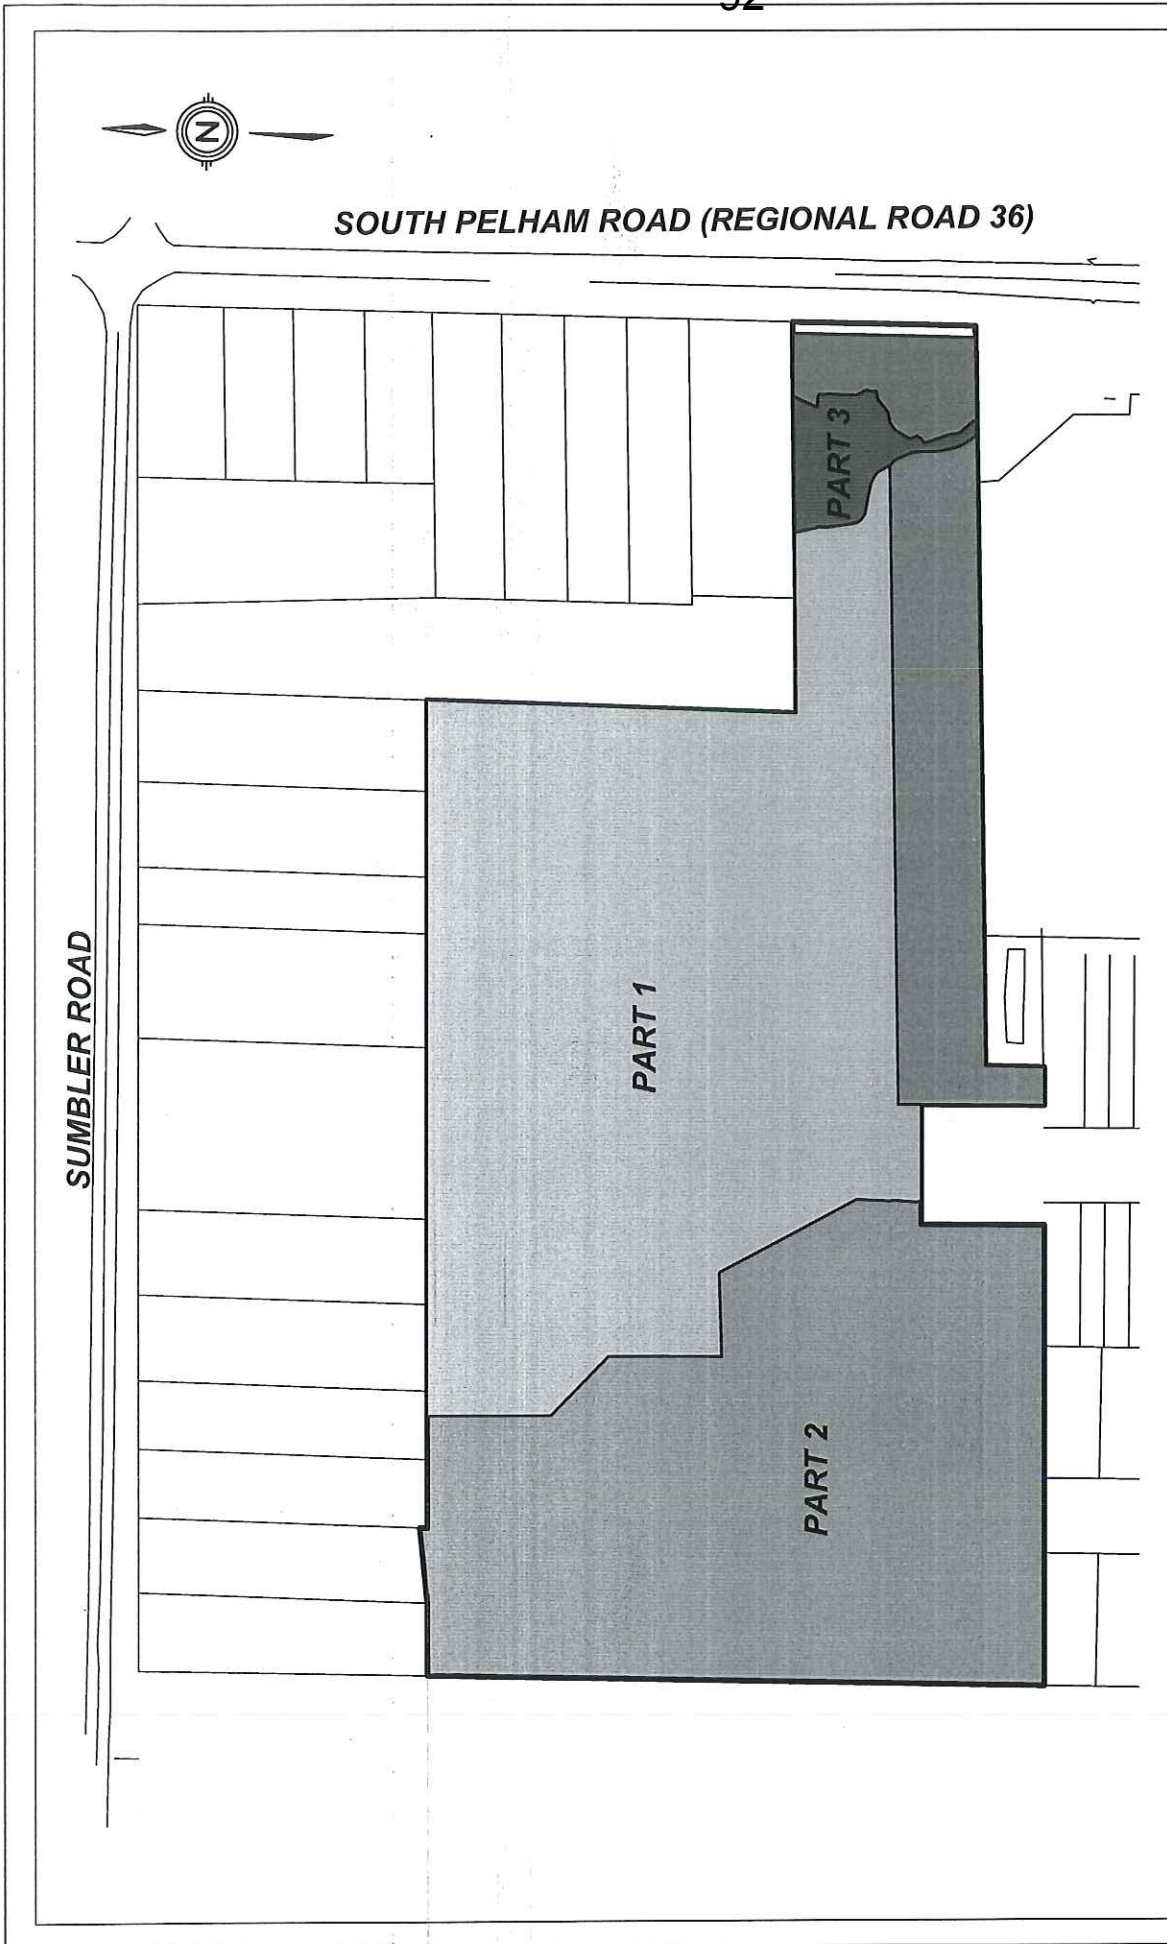 N
SOUTH PELHAM ROAD (REGIONAL ROAD 36)
PART 3
SUMBLER ROAD
PART 1
PART 2